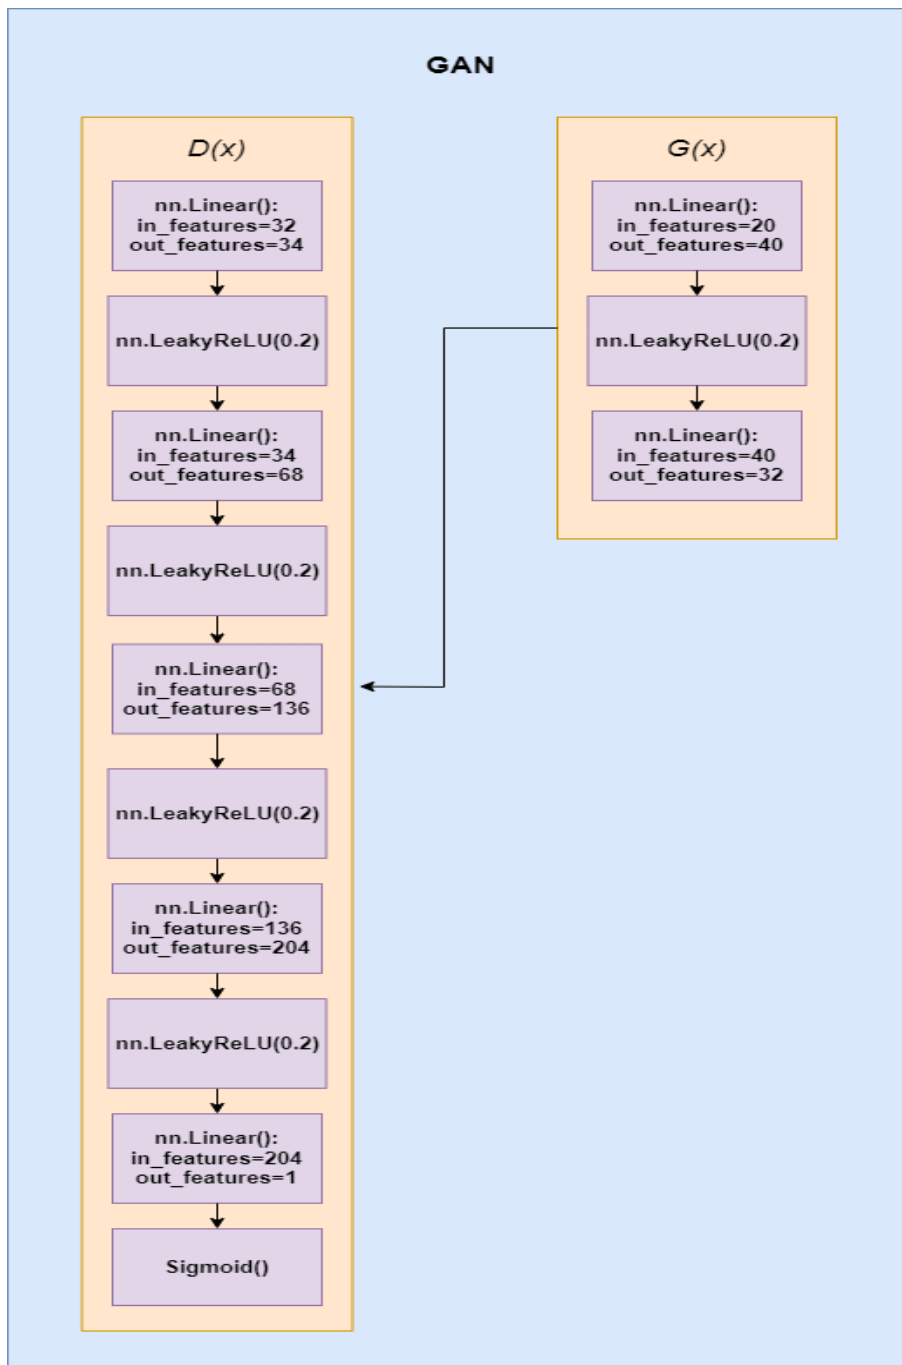 GAN
D(x)
nn.Linear():
in_features=32
out_features=34
nn.LeakyReLU(0.2)
nn.Linear():
in_features=34
out_features=68
nn.LeakyReLU(0.2)
nn.Linear():
in_features=68
out_features=136
nn.LeakyReLU(0.2)
nn.Linear():
in_features=136
out_features=204
nn.LeakyReLU(0.2)
nn.Linear():
in_features=204
out_features=1
Sigmoid()
G(x)
nn.Linear():
in_features=20
out_features=40
nn.LeakyReLU(0.2)
nn.Linear():
in_features=40
out_features=32